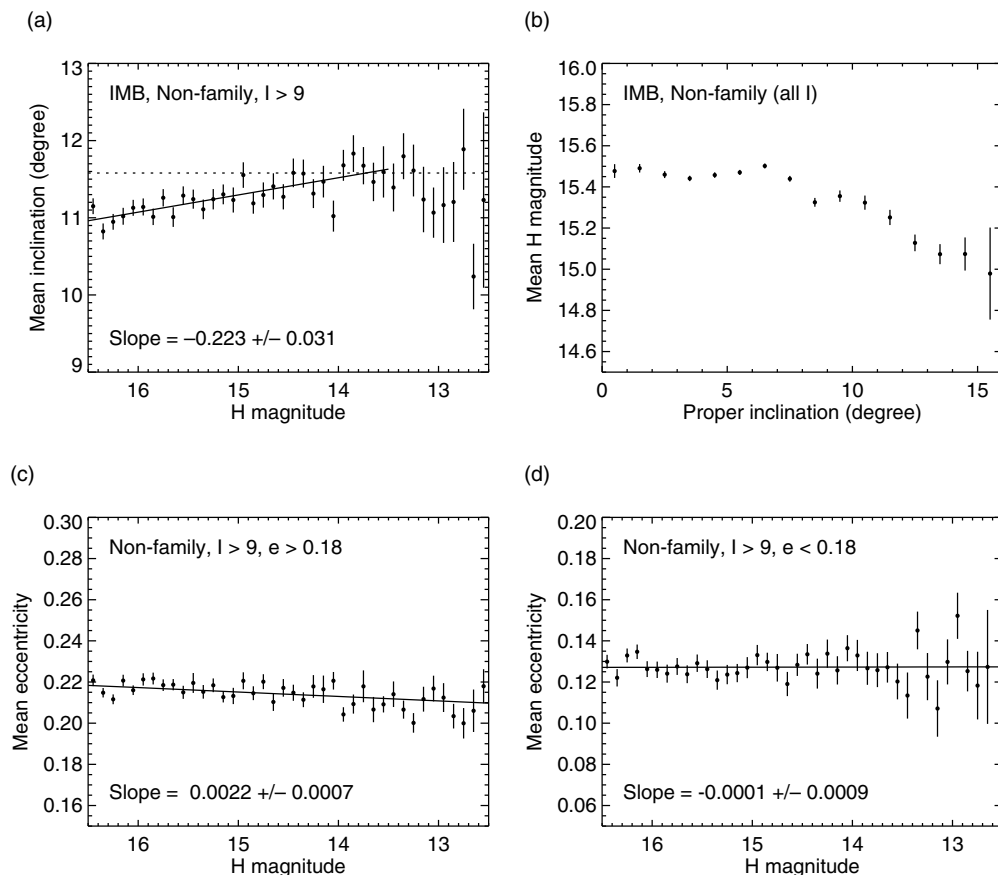 (a)
13
12
11
10
9
Mean inclination (degree)
IMB, Non-family, I > 9
Slope = −0.223 +/− 0.031
16 15 14 13
H magnitude
(b)
16.0
15.8
15.6
15.4
15.2
15.0
14.8
14.6
Mean H magnitude
IMB, Non-family (all I)
0 5 10 15
Proper inclination (degree)
(c)
0.30
0.28
0.26
0.24
0.22
0.20
0.18
0.16
Mean eccentricity
Non-family, I > 9, e > 0.18
Slope = 0.0022 +/− 0.0007
16 15 14 13
H magnitude
(d)
0.20
0.18
0.16
0.14
0.12
0.10
0.08
0.06
Mean eccentricity
Non-family, I > 9, e < 0.18
Slope = -0.0001 +/− 0.0009
16 15 14 13
H magnitude